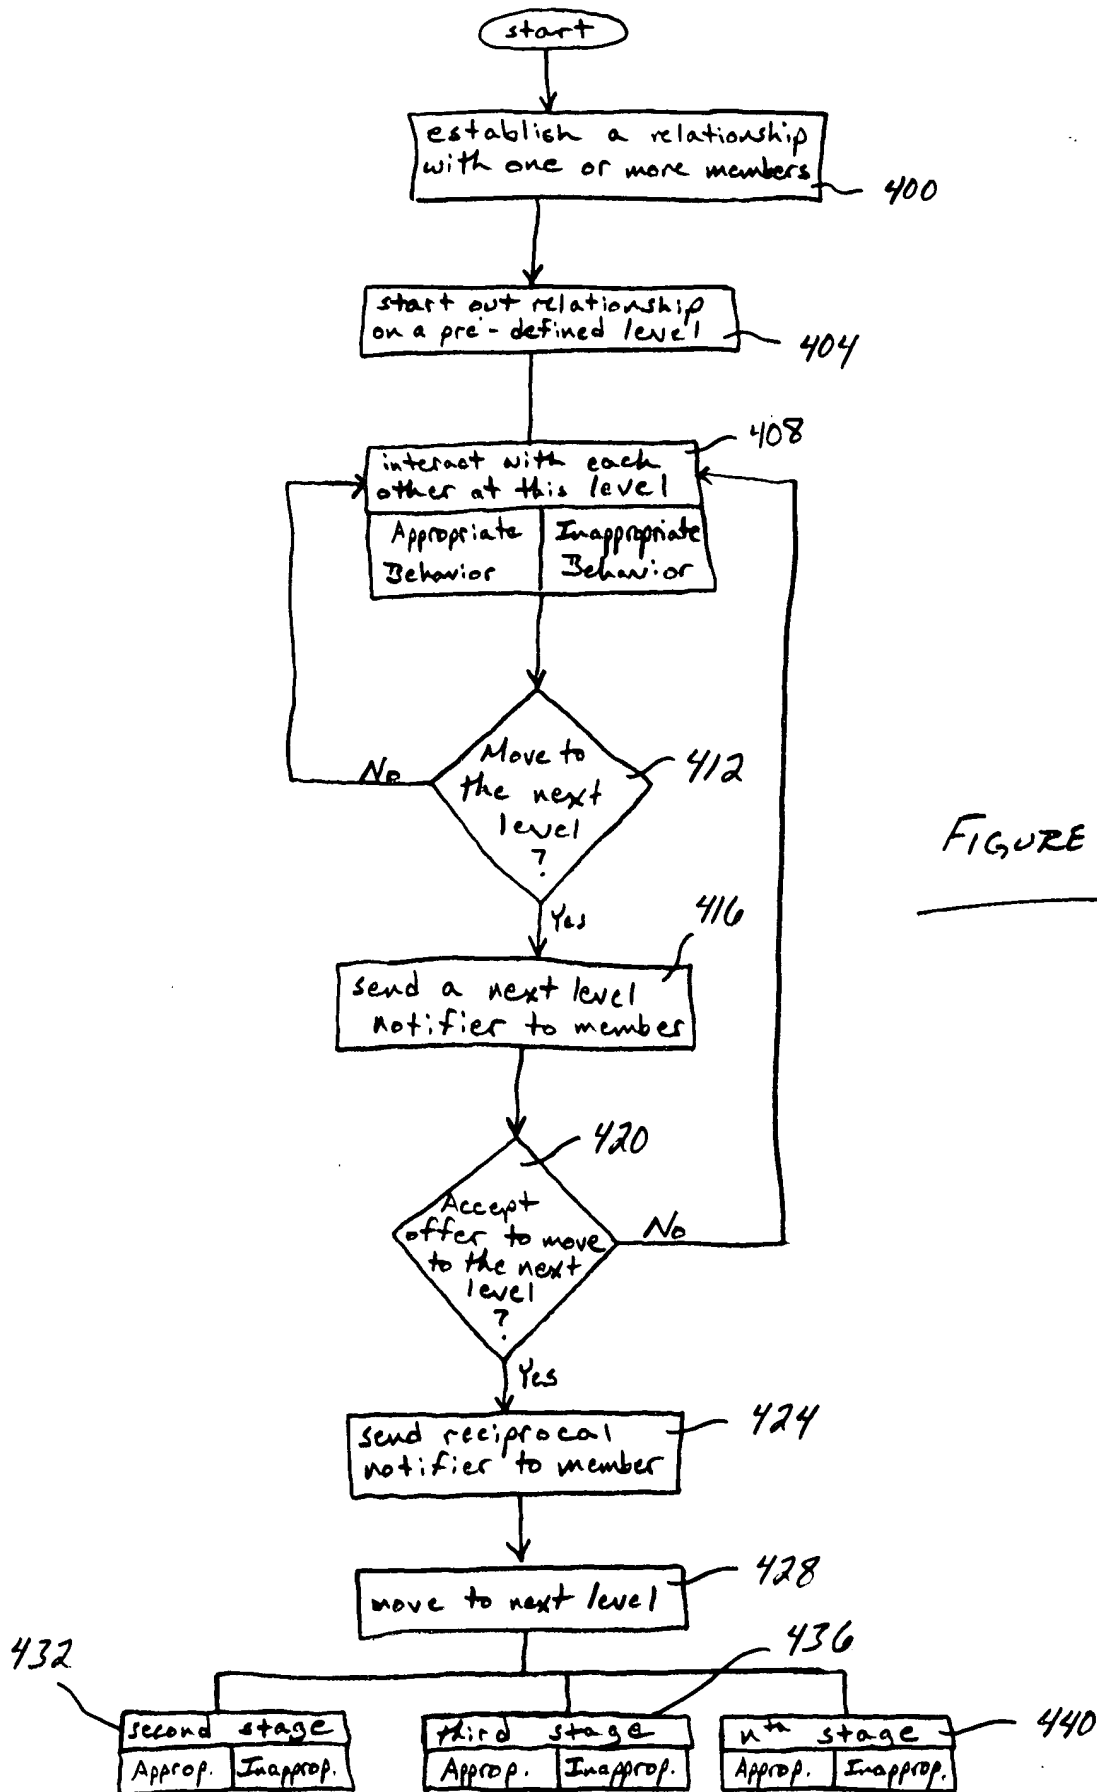 start
establish a relationship
with one or more members
400
start out relationship
on a pre-defined level
404
408
interact with each
other at this level
Appropriate
Behavior
Inappropriate
Behavior
Move to
the next
level
?
412
No
Yes
FIGURE
416
send a next level
notifier to member
420
Accept
offer to move
to the next
level
?
No
Yes
424
send reciprocal
notifier to member
428
move to next level
432
436
second stage
Approp. Inapprop.
third stage
Approp. Inapprop.
nth stage
440
Approp. Inapprop.